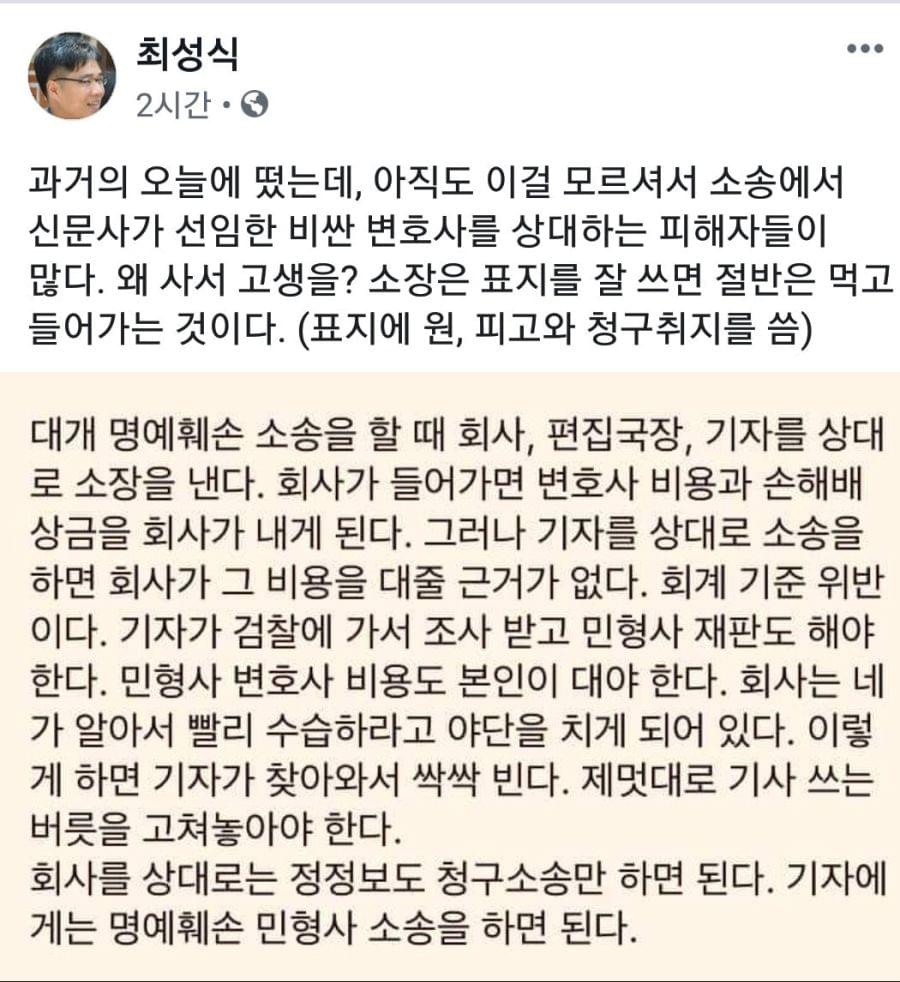 최성식
2시간 ·
과거의 오늘에 떴는데, 아직도 이걸 모르셔서 소송에서
신문사가 선임한 비싼 변호사를 상대하는 피해자들이
많다. 왜 사서 고생을? 소장은 표지를 잘 쓰면 절반은 먹고
들어가는 것이다. (표지에 원, 피고와 청구취지를 씀)
대개 명예훼손 소송을 할 때 회사, 편집국장, 기자를 상대
로 소장을 낸다. 회사가 들어가면 변호사 비용과 손해배
상금을 회사가 내게 된다. 그러나 기자를 상대로 소송을
하면 회사가 그 비용을 대줄 근거가 없다. 회계 기준 위반
이다. 기자가 검찰에 가서 조사 받고 민형사 재판도 해야
한다. 민형사 변호사 비용도 본인이 대야 한다. 회사는 네
가 알아서 빨리 수습하라고 야단을 치게 되어 있다. 이렇
게 하면 기자가 찾아와서 싹싹 빈다. 제멋대로 기사 쓰는
버릇을 고쳐놓아야 한다.
회사를 상대로는 정정보도 청구소송만 하면 된다. 기자에
게는 명예훼손 민형사 소송을 하면 된다.